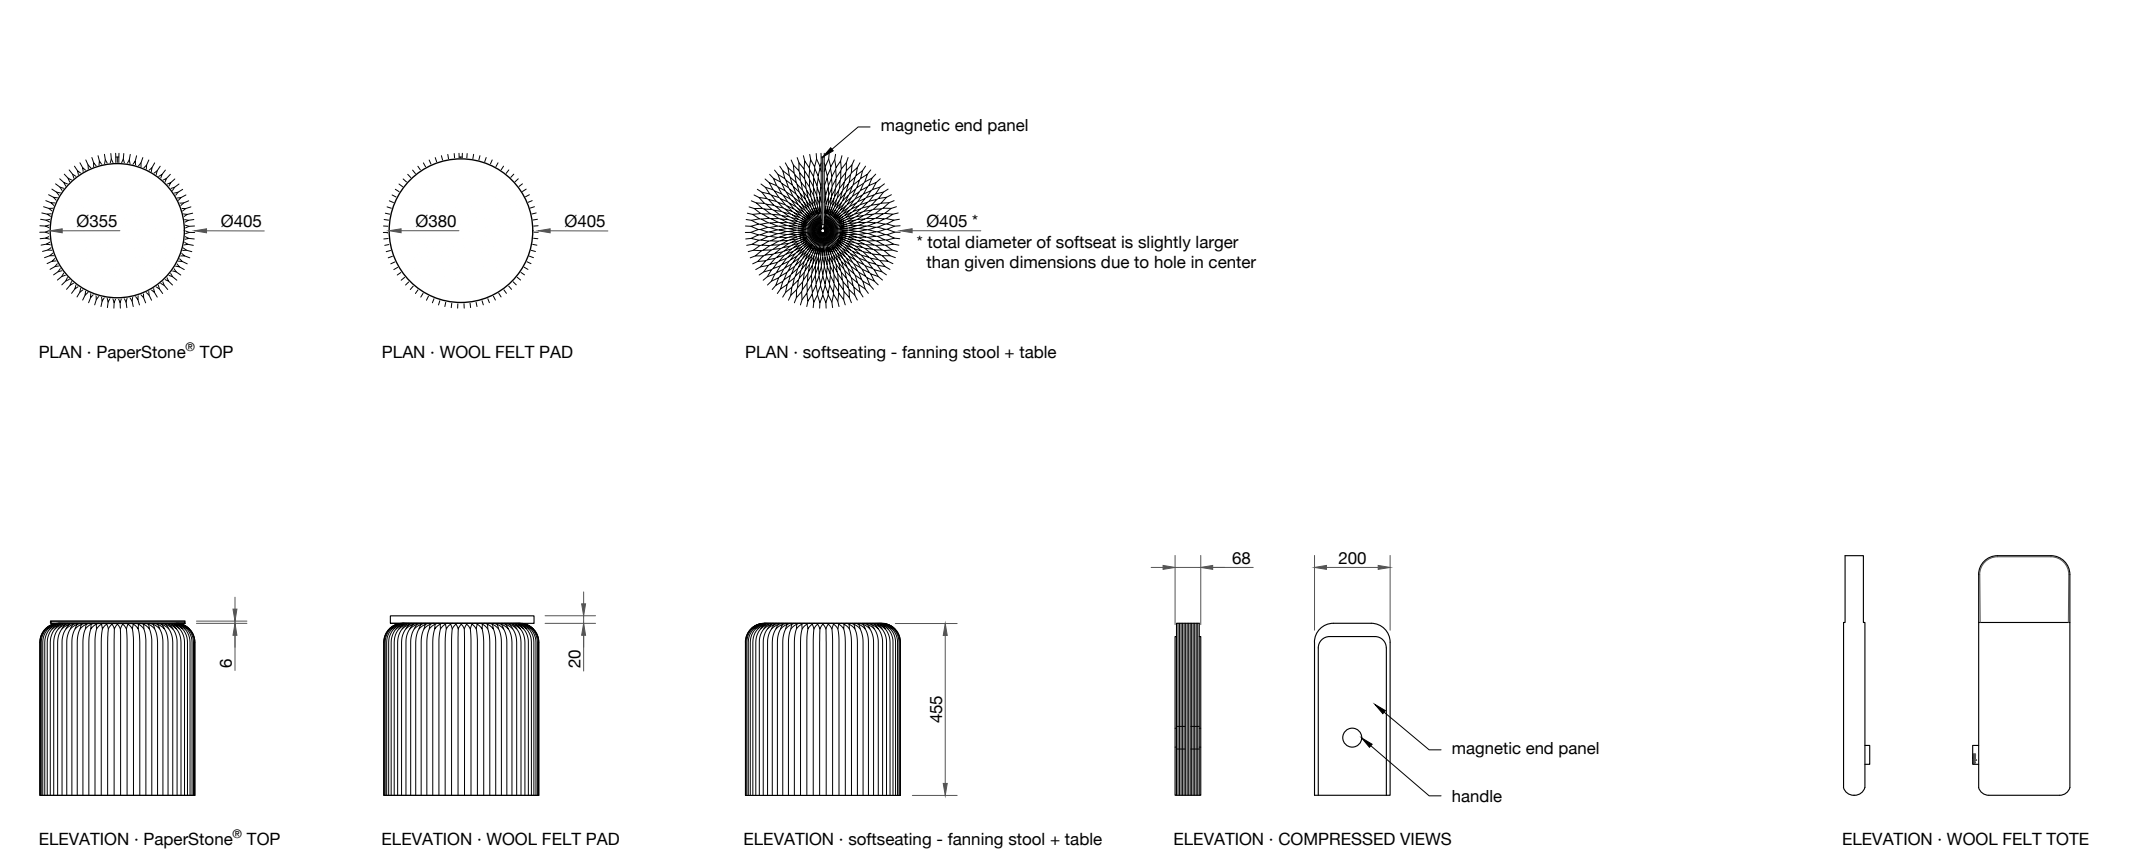 magnetic end panel
Ø355
Ø405
Ø380
Ø405
Ø405 *
* total diameter of softseat is slightly larger
than given dimensions due to hole in center
PLAN · PaperStone® TOP
PLAN · WOOL FELT PAD
PLAN · softseating - fanning stool + table
68
200
6
20
455
magnetic end panel
handle
ELEVATION · PaperStone® TOP
ELEVATION · WOOL FELT PAD
ELEVATION · softseating - fanning stool + table
ELEVATION · COMPRESSED VIEWS
ELEVATION · WOOL FELT TOTE